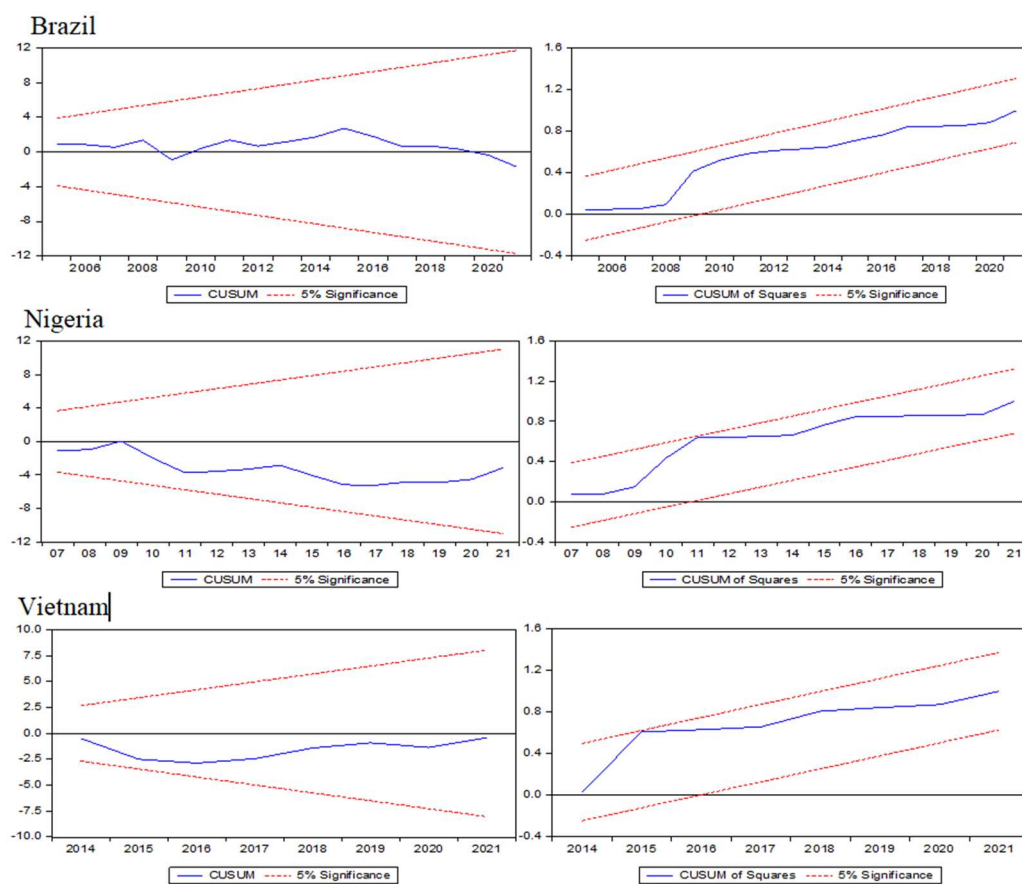 Brazil
12
8
4
0
-4
-8
-12
2006 2008 2010 2012 2014 2016 2018 2020
CUSUM 5% Significance
1.6
1.2
0.8
0.4
0.0
-0.4
2006 2008 2010 2012 2014 2016 2018 2020
CUSUM of Squares 5% Significance
Nigeria
12
8
4
0
-4
-8
-12
07 08 09 10 11 12 13 14 15 16 17 18 19 20 21
CUSUM 5% Significance
1.6
1.2
0.8
0.4
0.0
-0.4
07 08 09 10 11 12 13 14 15 16 17 18 19 20 21
CUSUM of Squares 5% Significance
Vietnam
10.0
7.5
5.0
2.5
0.0
-2.5
-5.0
-7.5
-10.0
2014 2015 2016 2017 2018 2019 2020 2021
CUSUM 5% Significance
1.6
1.2
0.8
0.4
0.0
-0.4
2014 2015 2016 2017 2018 2019 2020 2021
CUSUM of Squares 5% Significance